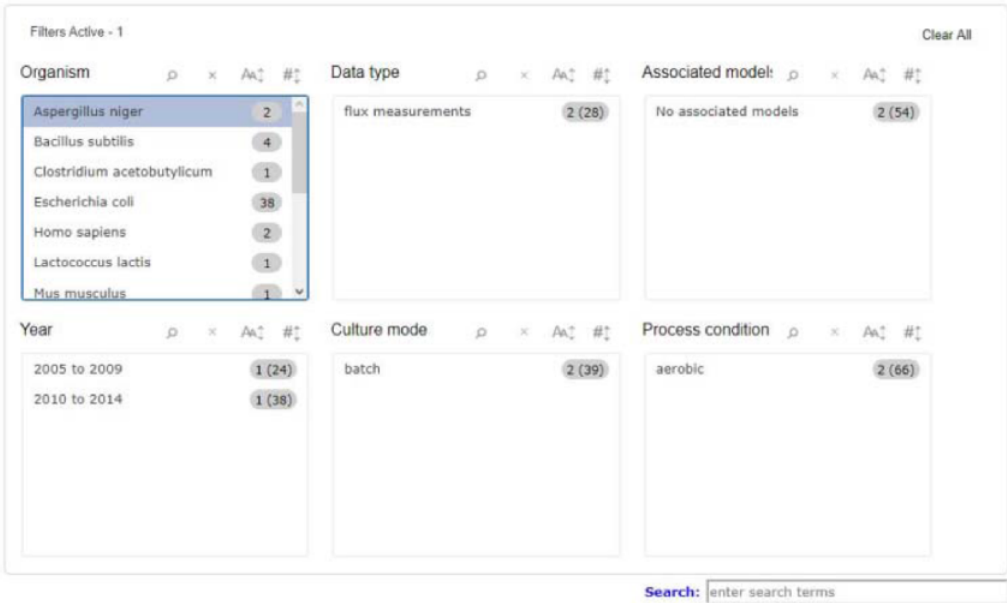 Filters Active - 1
Clear All
Organism
Aspergillus niger 2
Bacillus subtilis 4
Clostridium acetobutylicum 1
Escherichia coli 38
Homo sapiens 2
Lactococcus lactis 1
Mus musculus 1
Data type
flux measurements 2 (28)
Associated models
No associated models 2 (54)
Year
2005 to 2009 1 (24)
2010 to 2014 1 (38)
Culture mode
batch 2 (39)
Process condition
aerobic 2 (66)
Search: enter search terms